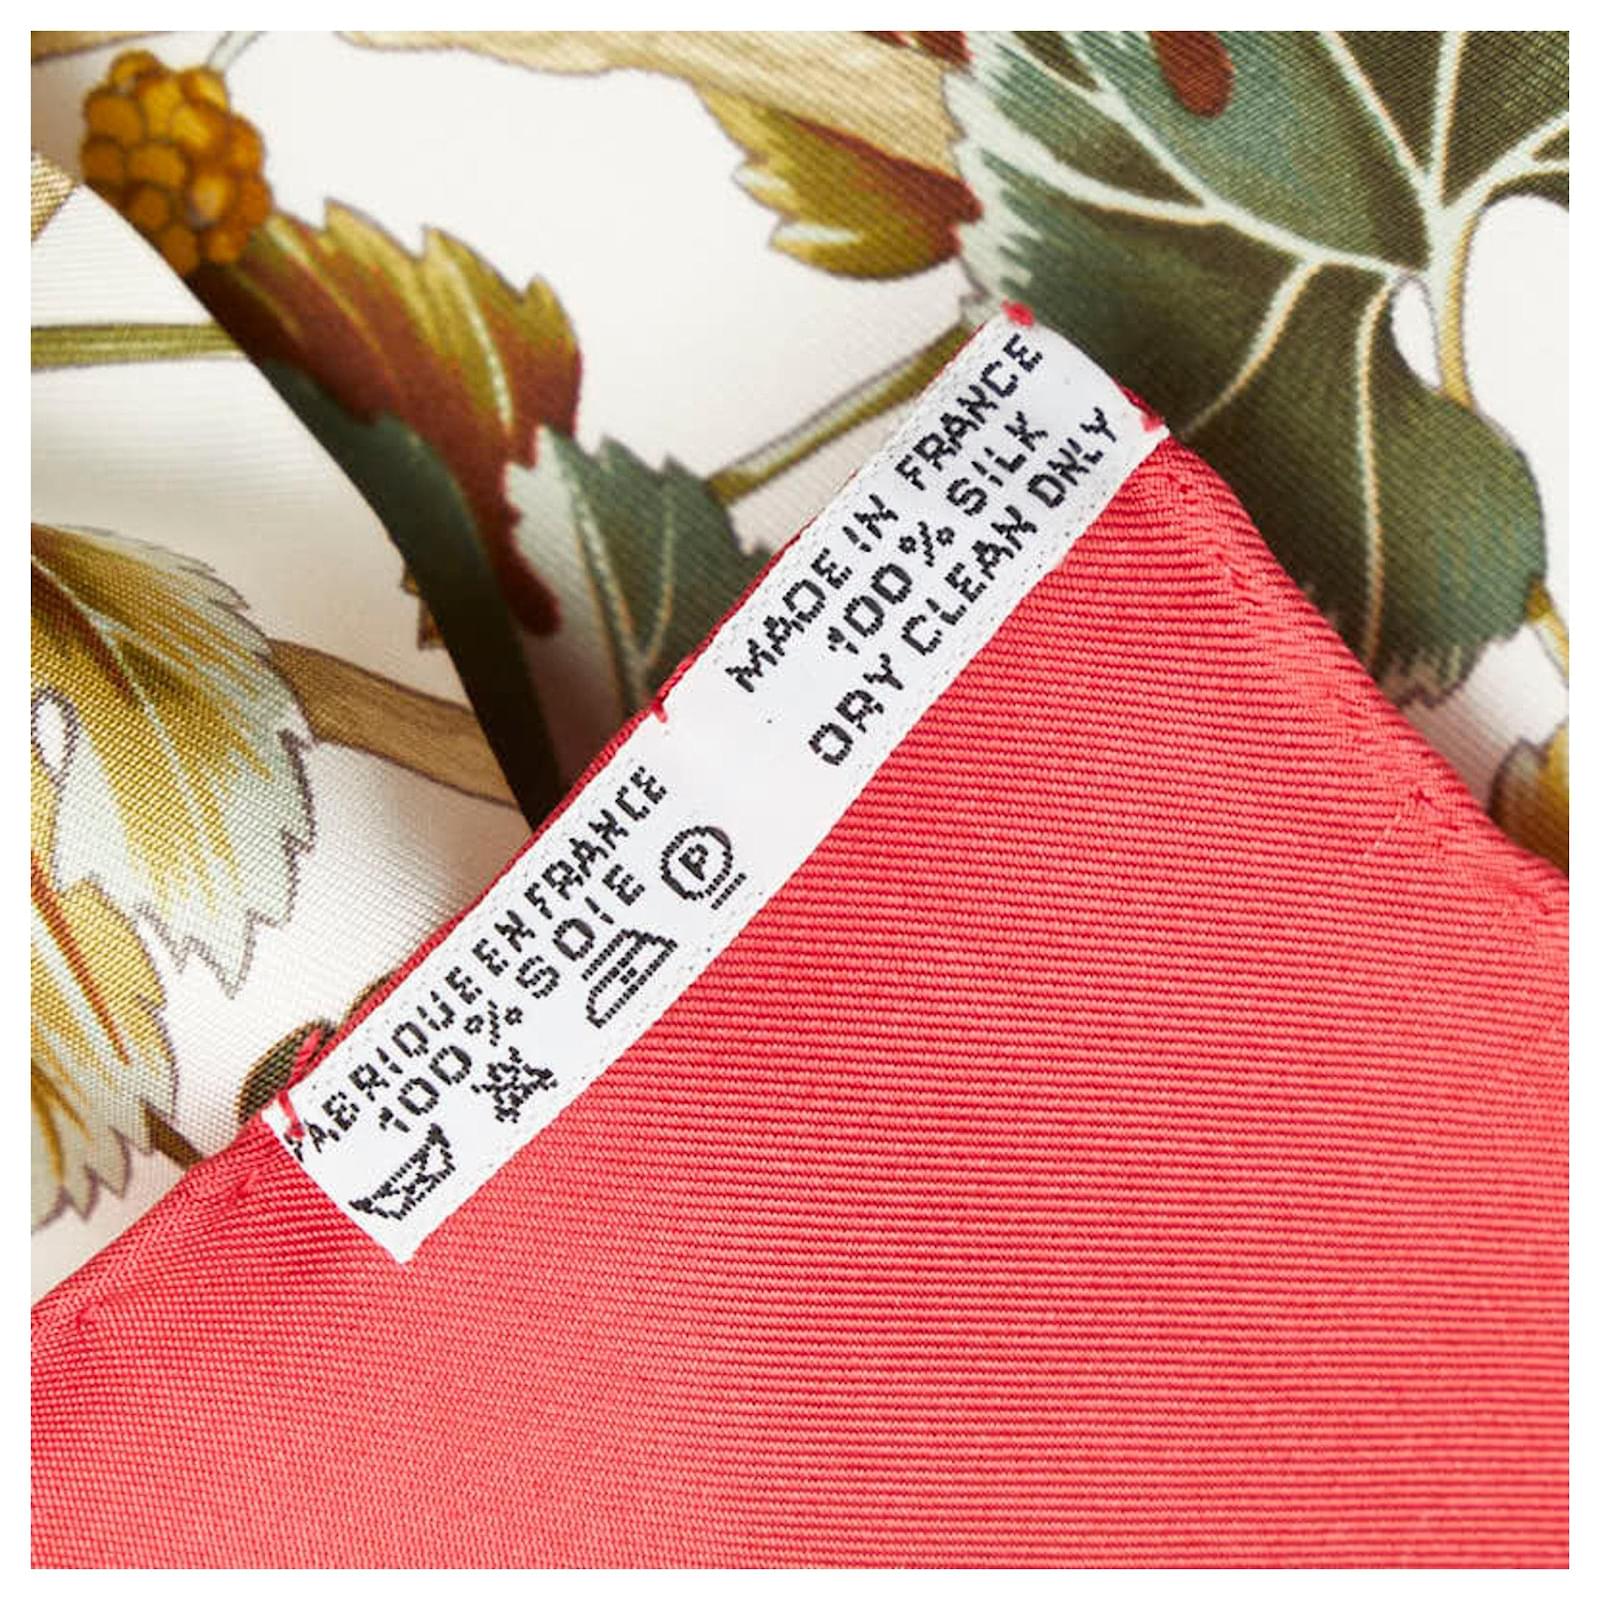 FABRIQUE EN FRANCE
100% SOIE
P
MADE IN FRANCE
100% SILK
DRY CLEAN ONLY